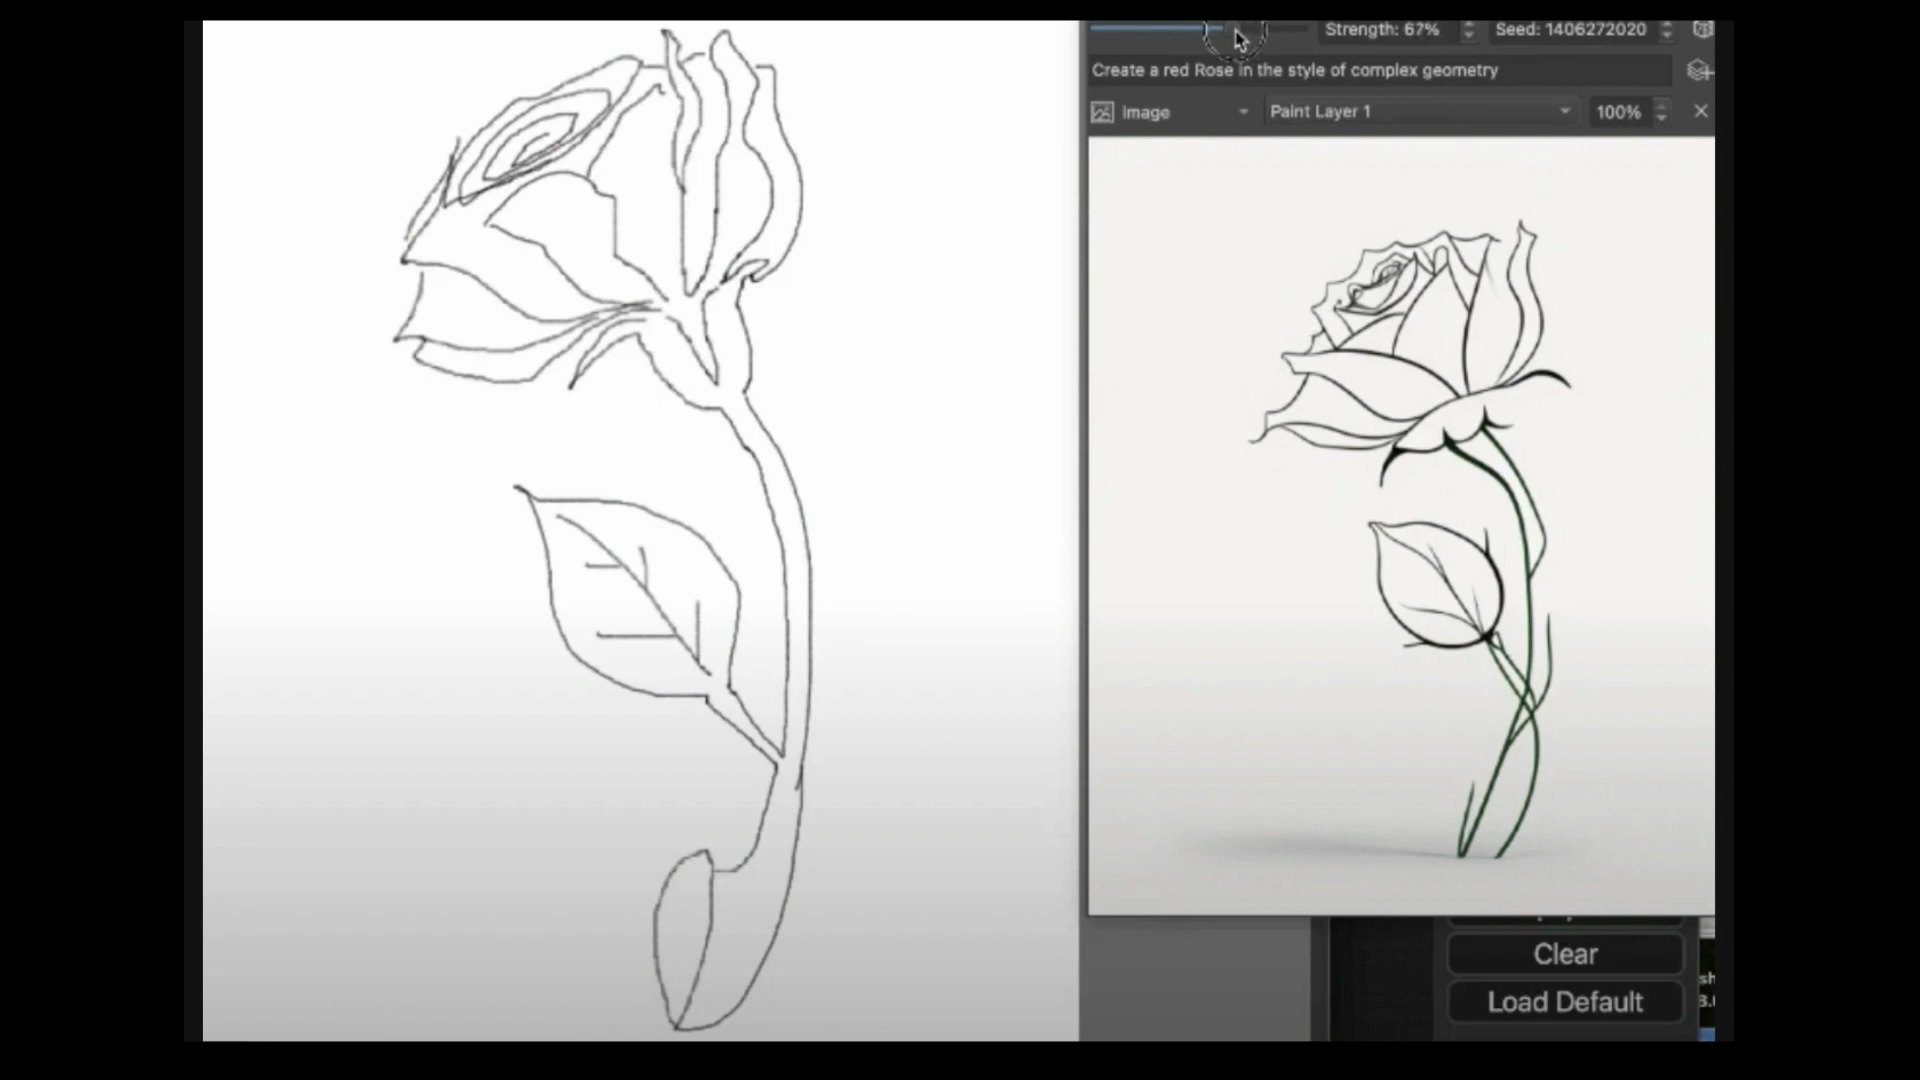 Strength: 67% Seed: 1406272020
Create a red Rose in the style of complex geometry
Image Paint Layer 1 100%
Clear
Load Default